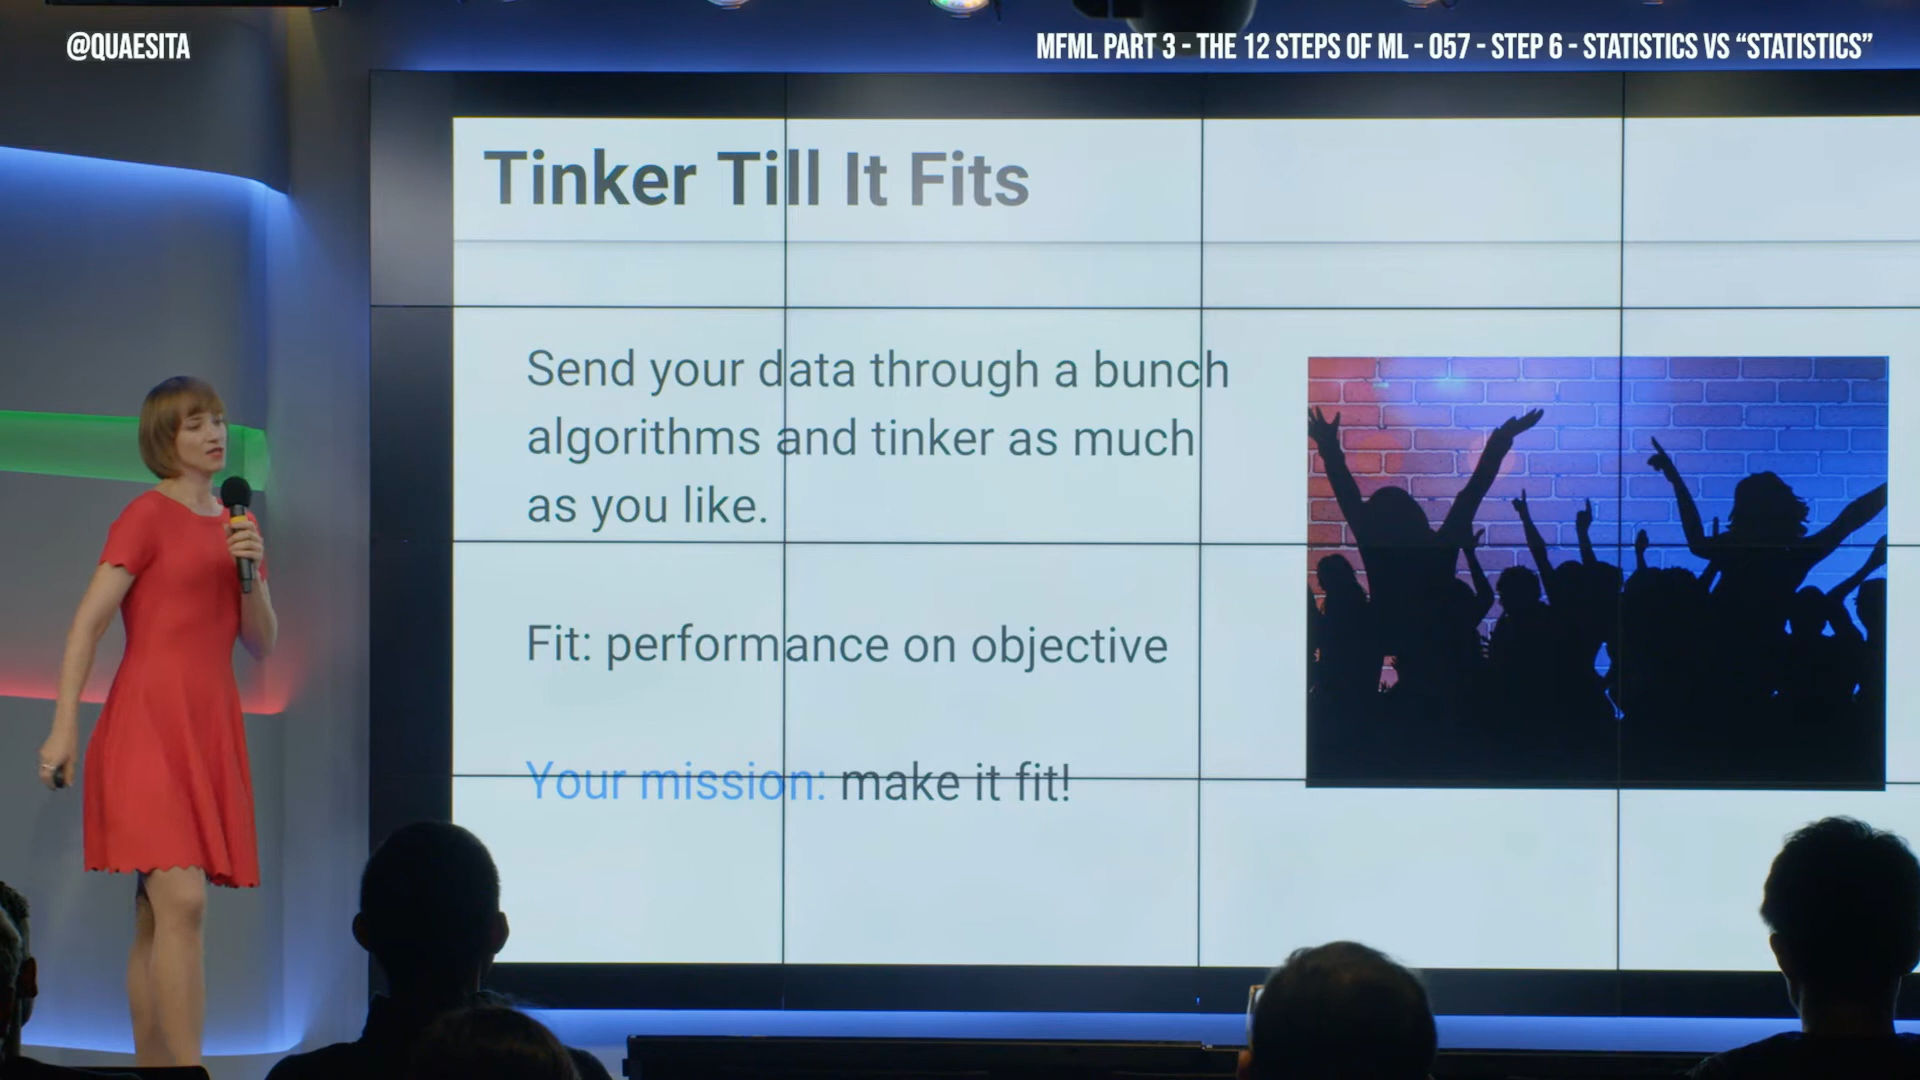 @QUAESITA
MFML PART 3 - THE 12 STEPS OF ML - 057 - STEP 6 - STATISTICS VS “STATISTICS”
Tinker Till It Fits
Send your data through a bunch
algorithms and tinker as much
as you like.
Fit: performance on objective
Your mission: make it fit!